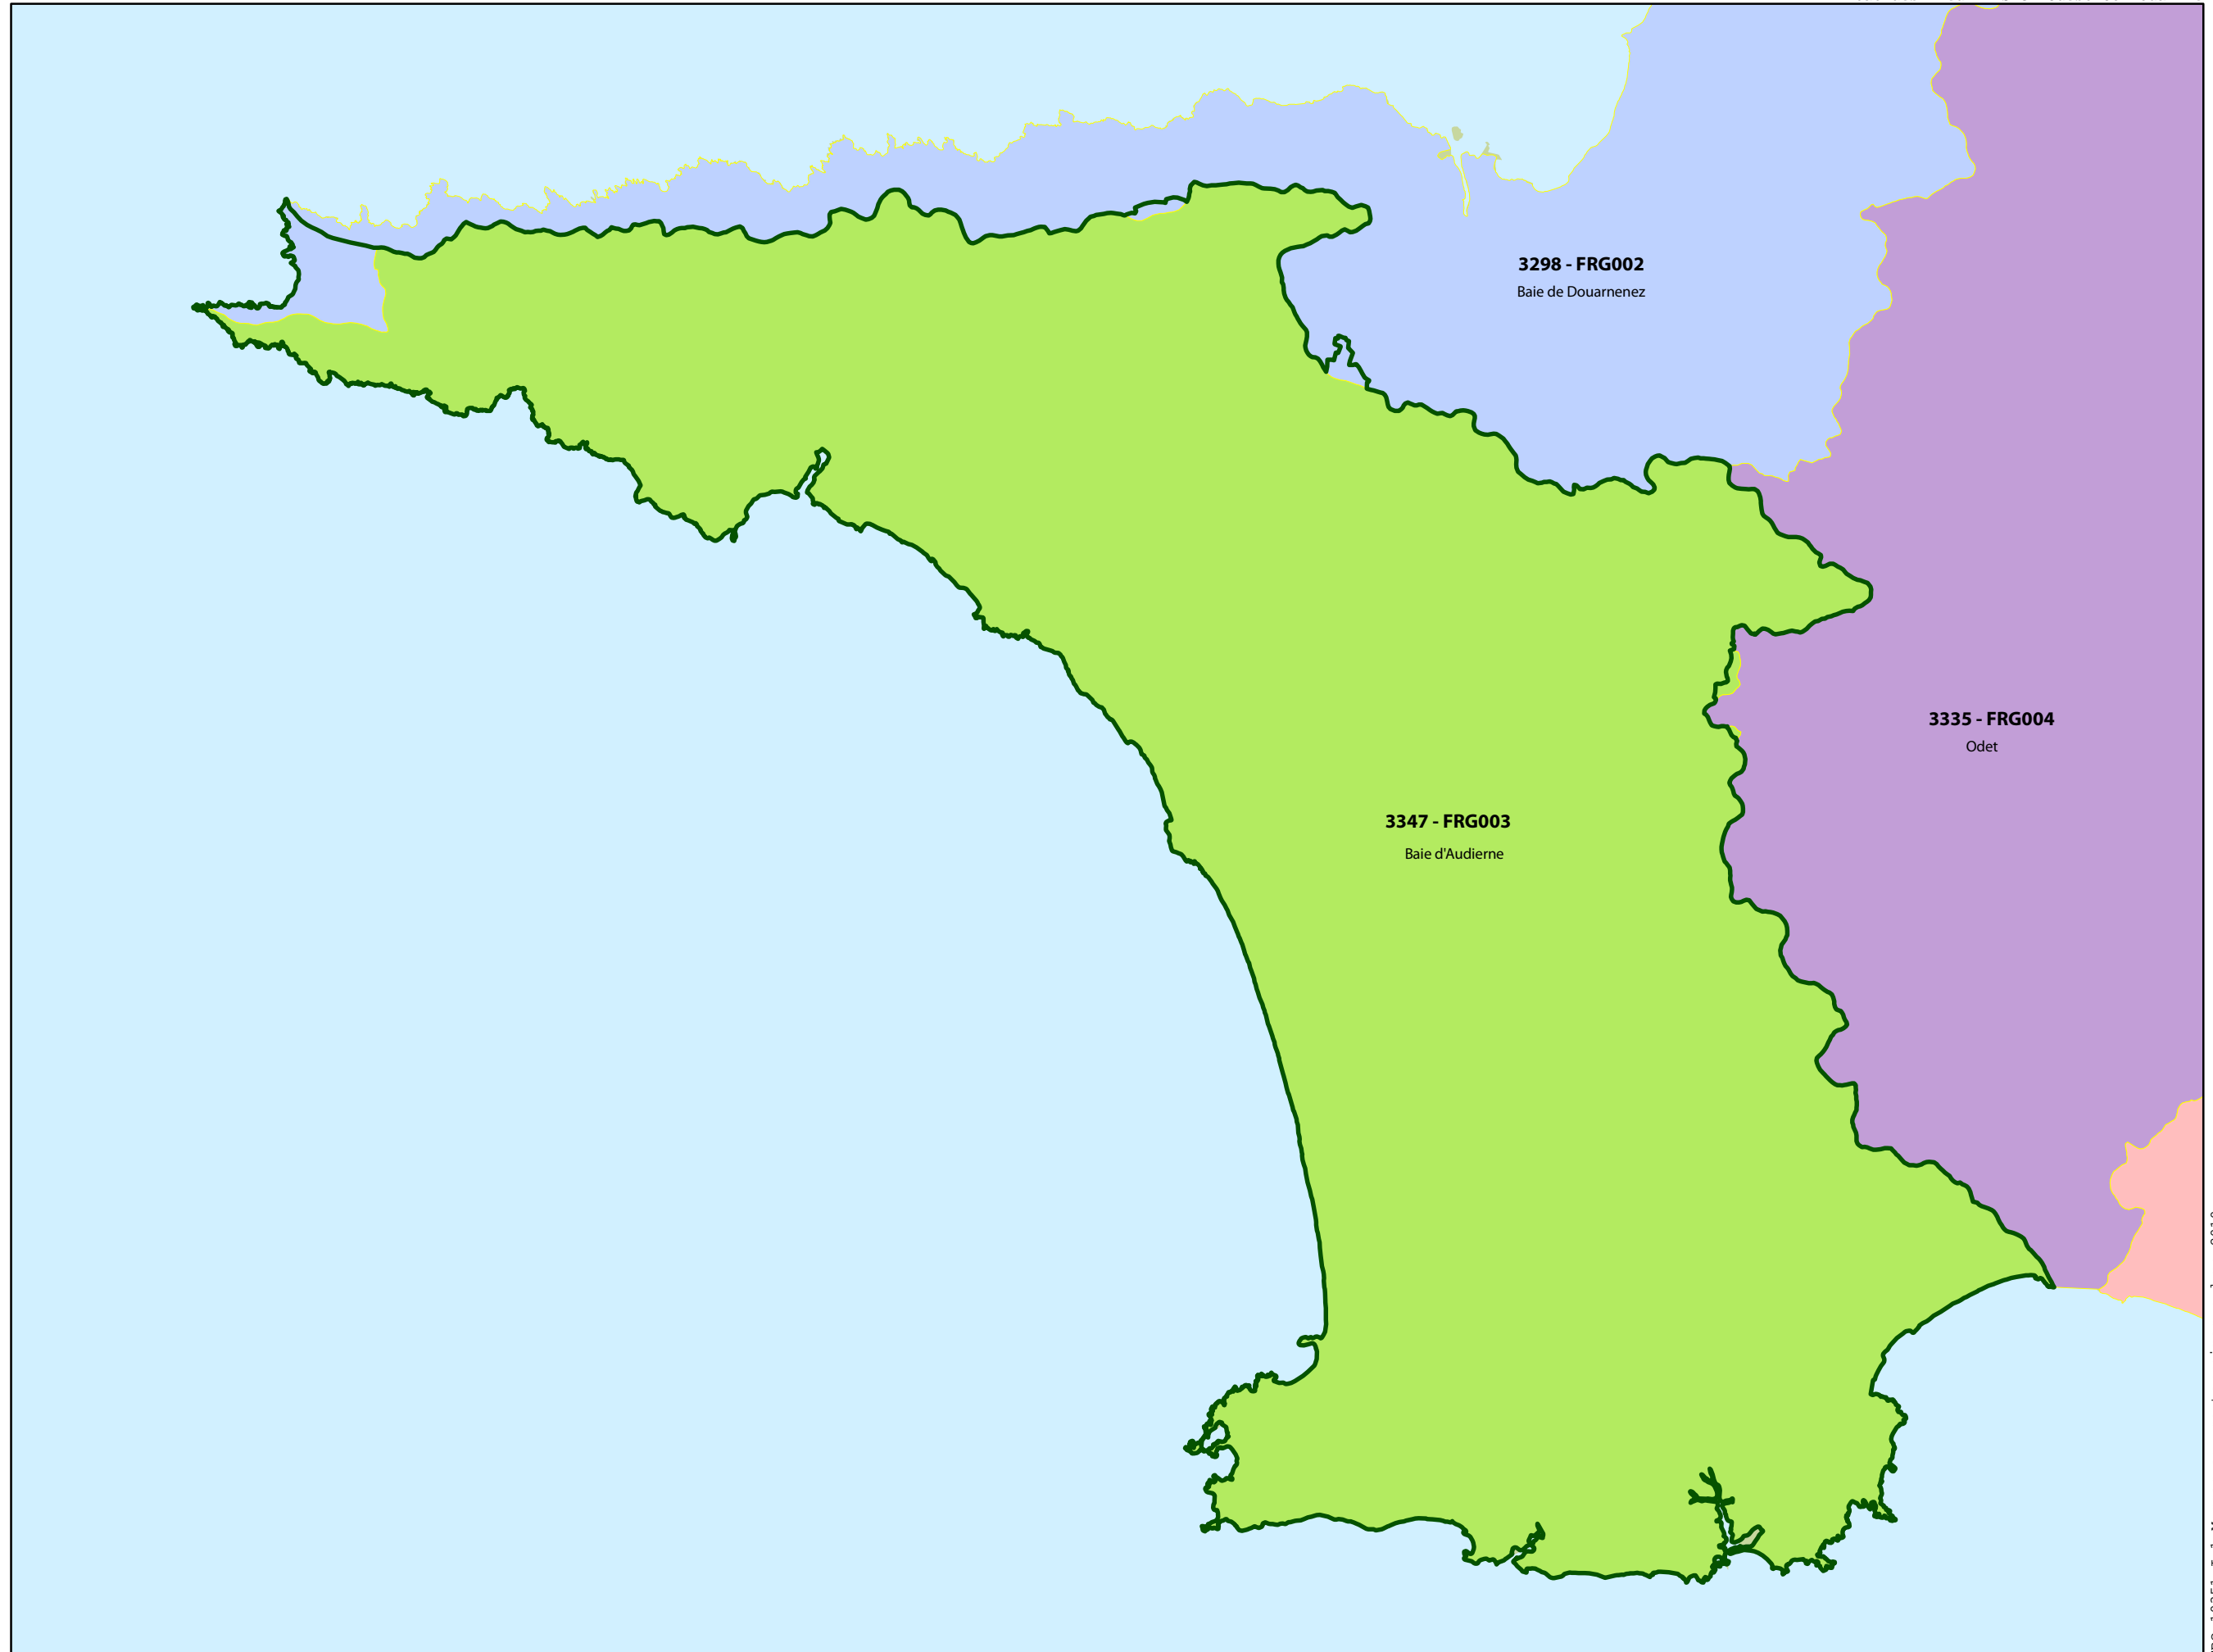 3298 - FRG002
Baie de Douarnenez
3335 - FRG004
Odet
3347 - FRG003
Baie d'Audierne